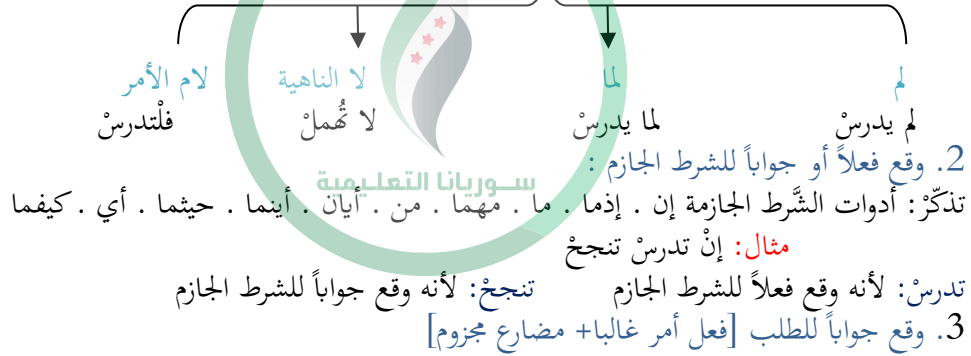 لم لما لا الناهية لام الأمر
لم يدرسْ لما يدرسْ لا تُهملْ فلْتدرسْ
2. وقع فعلاً أو جواباً للشرط الجازم :
سـوريانا التعليمية
تذكّرْ: أدوات الشَّرط الجازمة إن . إذما . ما . مهما . من . أيان . أينما . حيثما . أي . كيفما
مثال: إنْ تدرسْ تنجحْ
تدرسْ: لأنه وقع فعلاً للشرط الجازم تنجحْ: لأنه وقع جواباً للشرط الجازم
3. وقع جواباً للطلب [فعل أمر غالبا+ مضارع مجزوم]